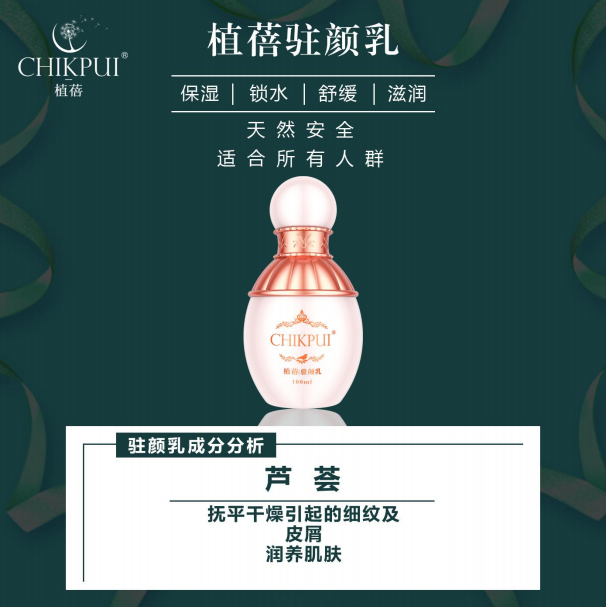 CHIKPUI®
植蓓
植蓓驻颜乳
保湿 | 锁水 | 舒缓 | 滋润
天然安全
适合所有人群
CHIKPUI®
植蓓驻颜乳
100ml
驻颜乳成分分析
芦荟
抚平干燥引起的细纹及
皮屑
润养肌肤